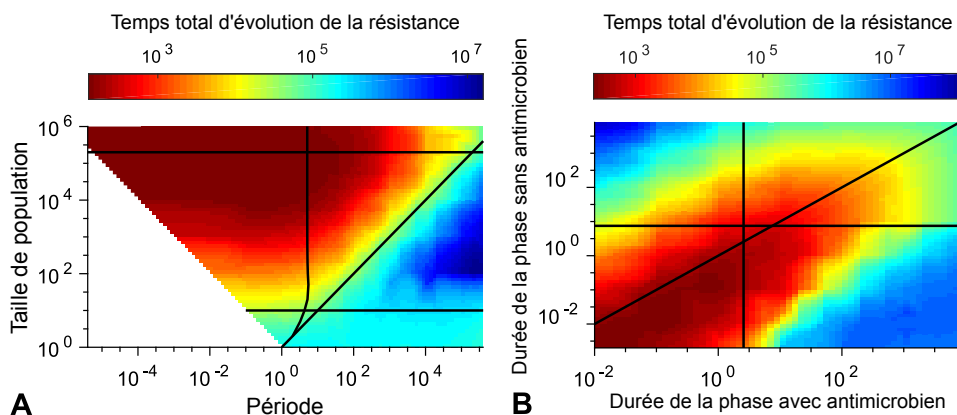 Temps total d'évolution de la résistance
10^3 10^5 10^7
Taille de population
10^6
10^4
10^2
10^0
10^-4 10^-2 10^0 10^2 10^4
Période
A
Temps total d'évolution de la résistance
10^3 10^5 10^7
Durée de la phase sans antimicrobien
10^2
10^0
10^-2
10^-2 10^0 10^2
Durée de la phase avec antimicrobien
B